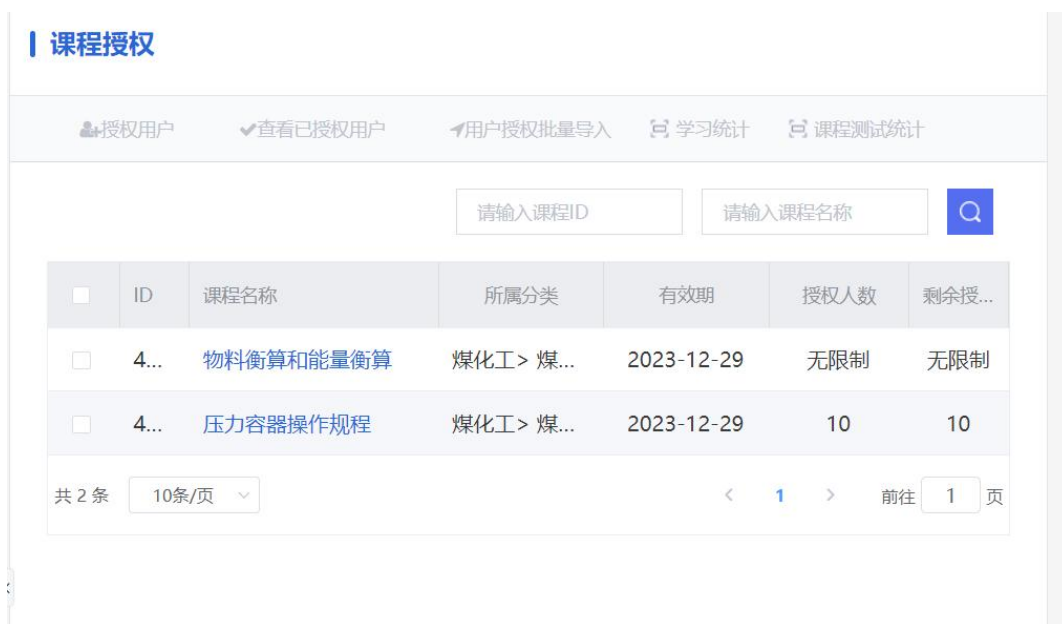 课程授权
授权用户 查看已授权用户 用户授权批量导入 学习统计 课程测试统计
请输入课程ID 请输入课程名称
ID 课程名称 所属分类 有效期 授权人数 剩余授...
4... 物料衡算和能量衡算 煤化工> 煤... 2023-12-29 无限制 无限制
4... 压力容器操作规程 煤化工> 煤... 2023-12-29 10 10
共 2 条 10条/页 1 前往 1 页